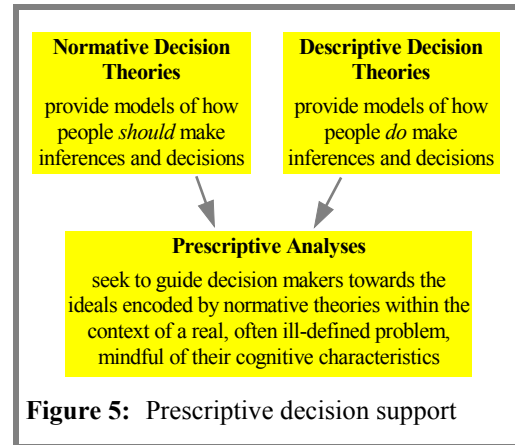 Normative Decision
Theories
provide models of how
people should make
inferences and decisions
Descriptive Decision
Theories
provide models of how
people do make
inferences and decisions
Prescriptive Analyses
seek to guide decision makers towards the
ideals encoded by normative theories within the
context of a real, often ill-defined problem,
mindful of their cognitive characteristics
Figure 5: Prescriptive decision support